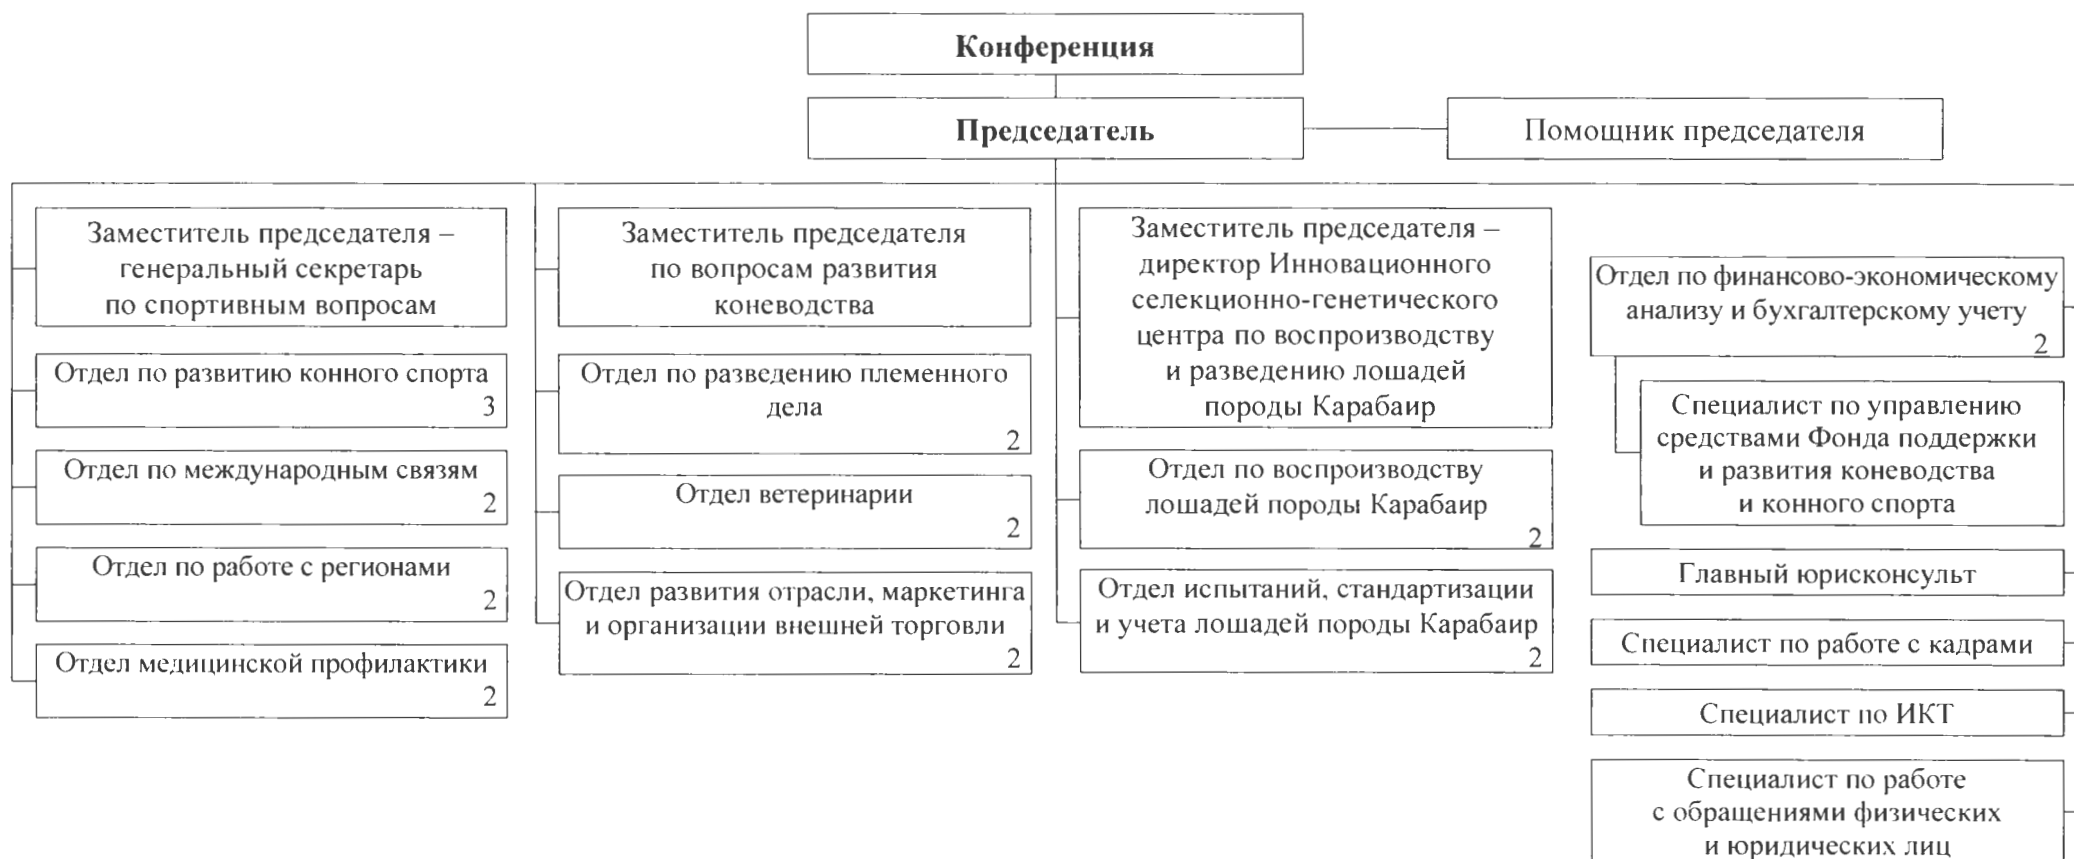 Конференция
Председатель
Помощник председателя
Заместитель председателя –
генеральный секретарь
по спортивным вопросам
Отдел по развитию конного спорта
3
Отдел по международным связям
2
Отдел по работе с регионами
2
Отдел медицинской профилактики
2
Заместитель председателя
по вопросам развития
коневодства
Отдел по разведению племенного
дела
2
Отдел ветеринарии
2
Отдел развития отрасли, маркетинга
и организации внешней торговли
2
Заместитель председателя –
директор Инновационного
селекционно-генетического
центра по воспроизводству
и разведению лошадей
породы Карабаир
Отдел по воспроизводству
лошадей породы Карабаир
2
Отдел испытаний, стандартизации
и учета лошадей породы Карабаир
2
Отдел по финансово-экономическому
анализу и бухгалтерскому учету
2
Специалист по управлению
средствами Фонда поддержки
и развития коневодства
и конного спорта
Главный юрисконсульт
Специалист по работе с кадрами
Специалист по ИКТ
Специалист по работе
с обращениями физических
и юридических лиц